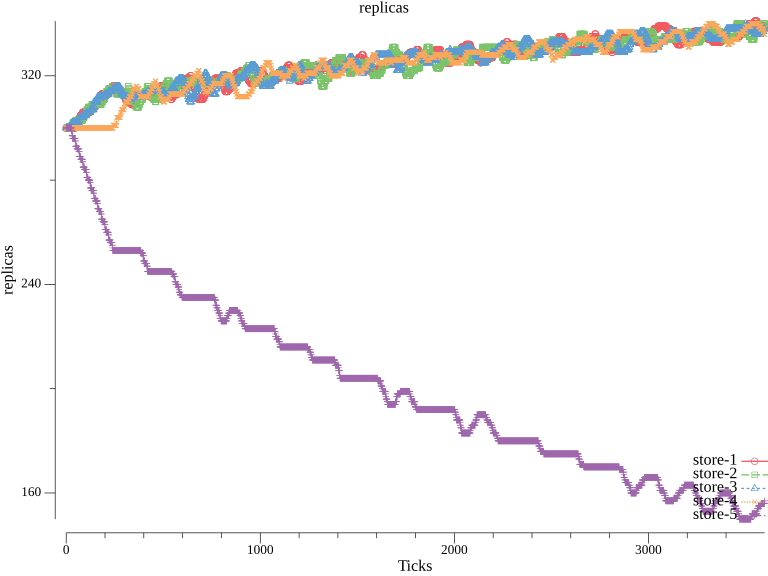 replicas
320
240
160
replicas
store-1
store-2
store-3
store-4
store-5
0
1000
2000
3000
Ticks